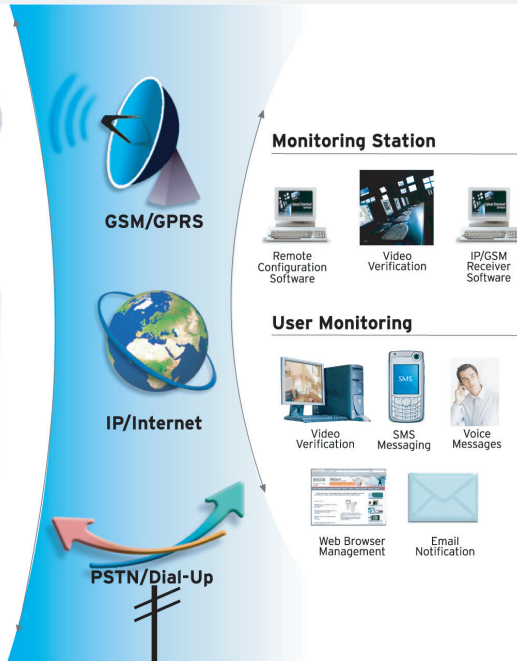 GSM/GPRS
IP/Internet
PSTN/Dial-Up
Monitoring Station
Remote
Configuration
Software
Video
Verification
IP/GSM
Receiver
Software
User Monitoring
Video
Verification
SMS
SMS
Messaging
Voice
Messages
Web Browser
Management
Email
Notification